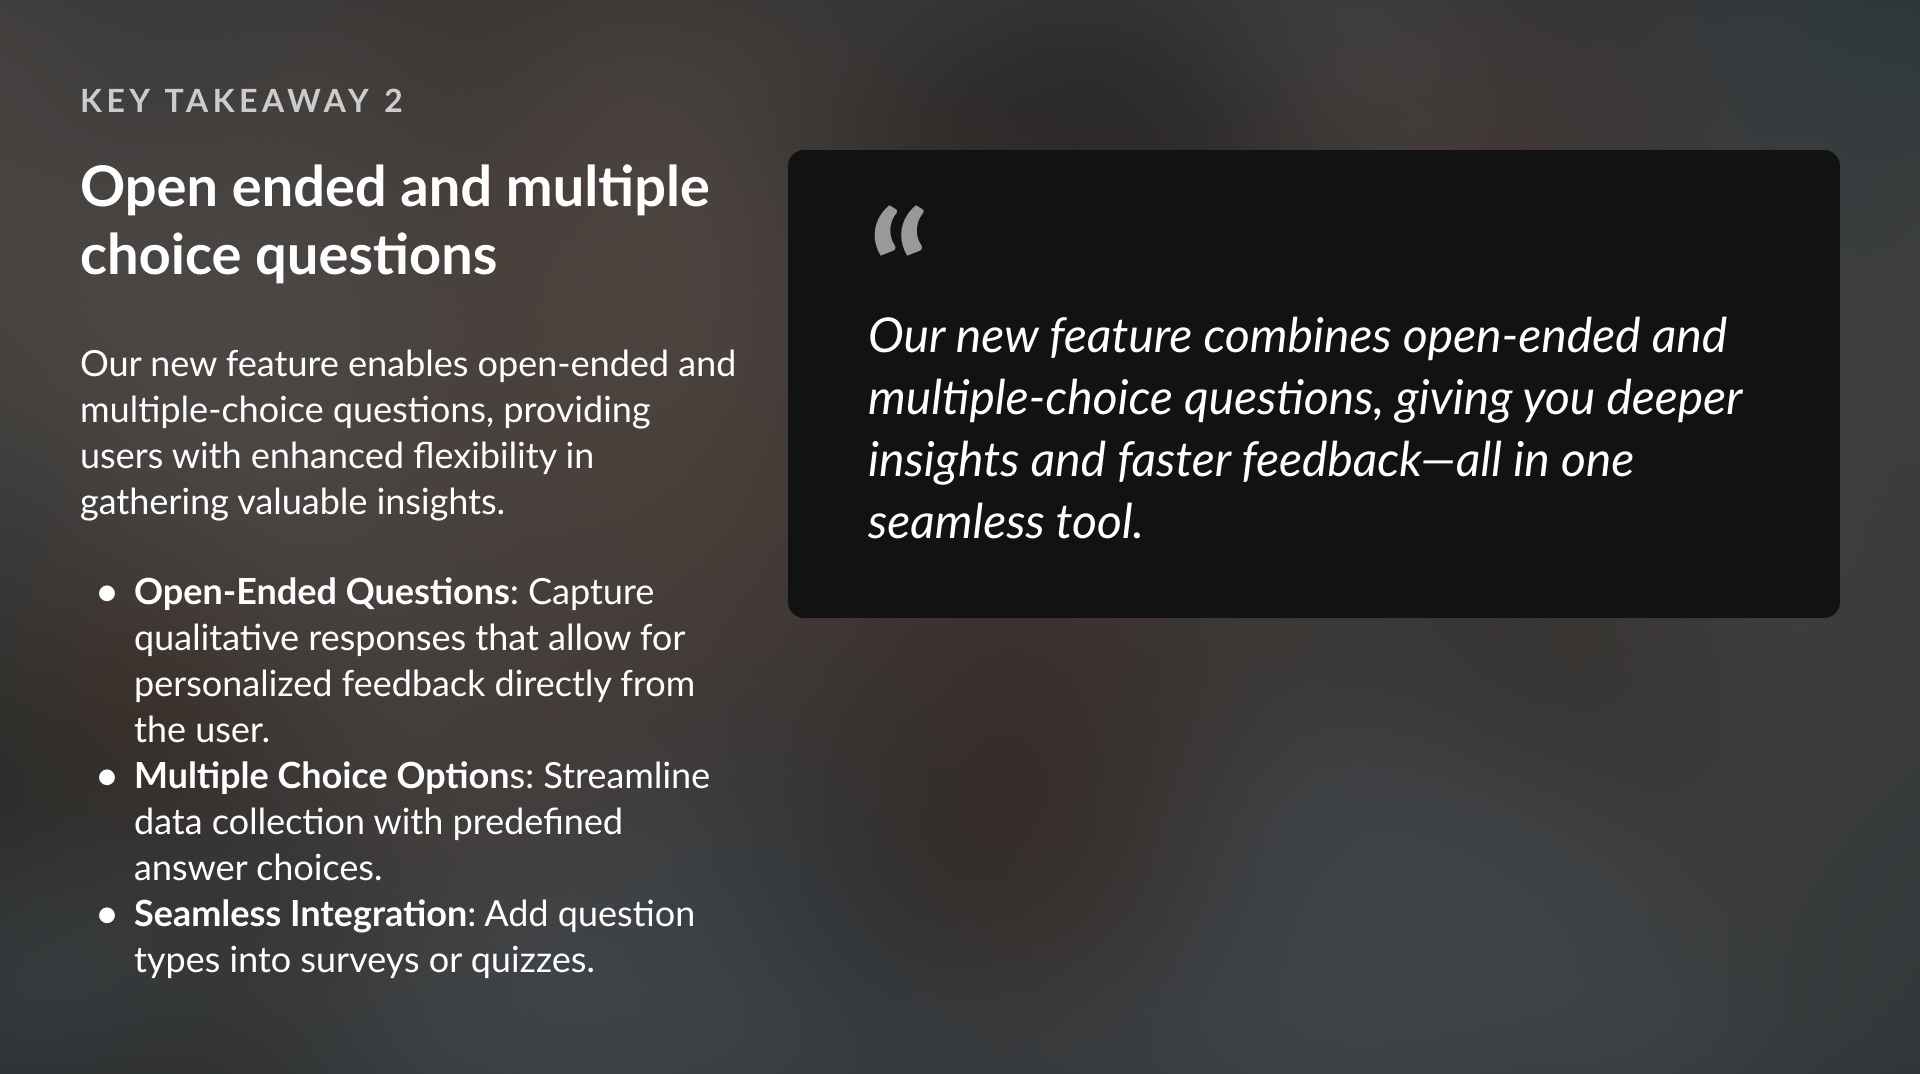 KEY TAKEAWAY 2
Open ended and multiple
choice questions
Our new feature enables open-ended and
multiple-choice questions, providing
users with enhanced flexibility in
gathering valuable insights.
● Open-Ended Questions: Capture
qualitative responses that allow for
personalized feedback directly from
the user.
● Multiple Choice Options: Streamline
data collection with predefined
answer choices.
● Seamless Integration: Add question
types into surveys or quizzes.
“
Our new feature combines open-ended and
multiple-choice questions, giving you deeper
insights and faster feedback—all in one
seamless tool.